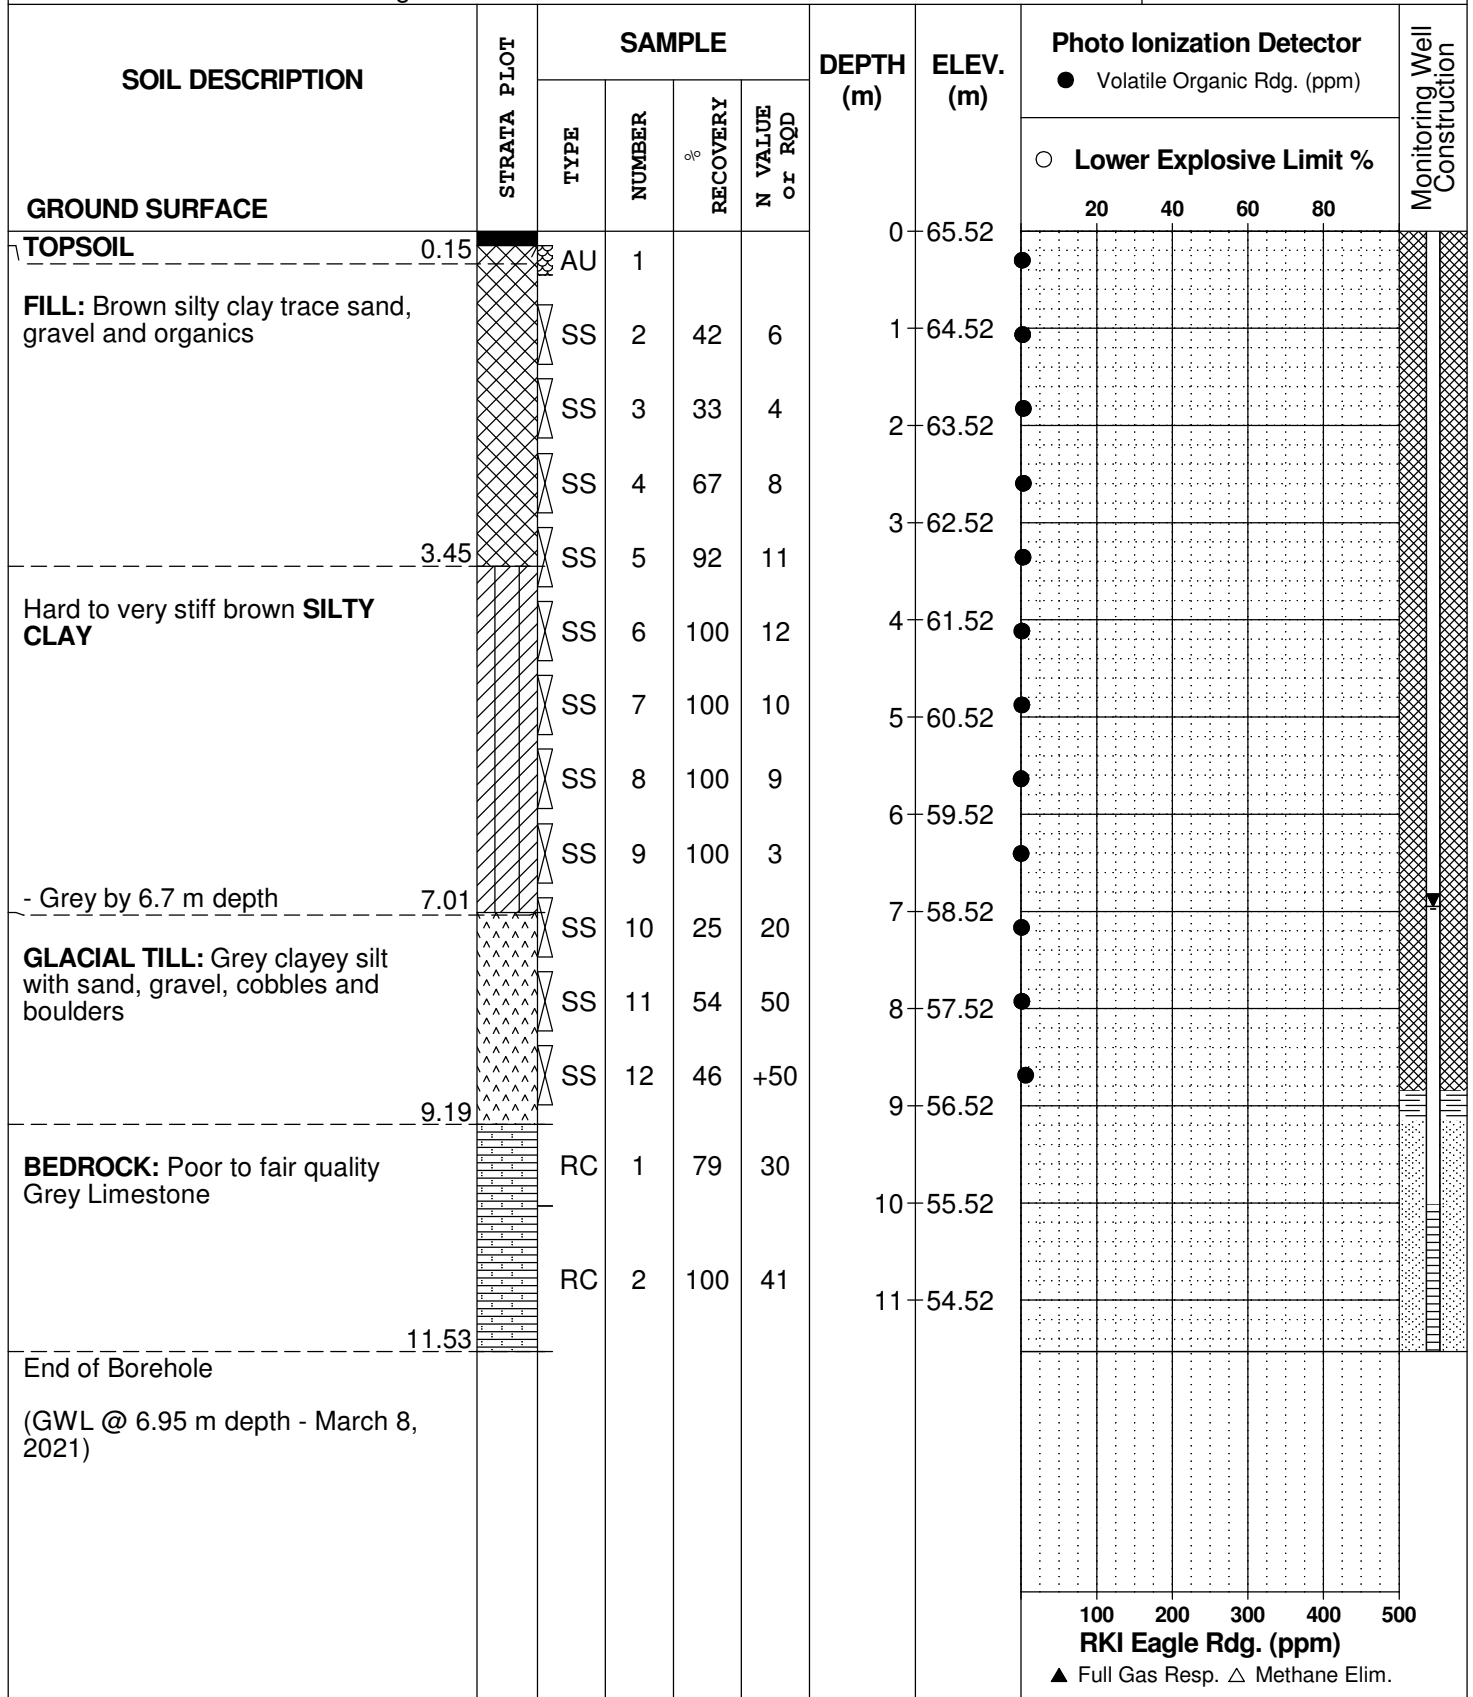 SOIL DESCRIPTION
GROUND SURFACE
STRATA PLOT
SAMPLE
TYPE
NUMBER
%
RECOVERY
N VALUE
or RQD
DEPTH
(m)
ELEV.
(m)
Photo Ionization Detector
● Volatile Organic Rdg. (ppm)
○ Lower Explosive Limit %
20 40 60 80
Monitoring Well
Construction
0 65.52
TOPSOIL 0.15
AU 1
FILL: Brown silty clay trace sand,
gravel and organics
SS 2 42 6
1 64.52
SS 3 33 4
2 63.52
SS 4 67 8
3 62.52
3.45
SS 5 92 11
Hard to very stiff brown SILTY
CLAY
SS 6 100 12
4 61.52
SS 7 100 10
5 60.52
SS 8 100 9
6 59.52
SS 9 100 3
- Grey by 6.7 m depth 7.01
7 58.52
SS 10 25 20
GLACIAL TILL: Grey clayey silt
with sand, gravel, cobbles and
boulders
SS 11 54 50
8 57.52
SS 12 46 +50
9 56.52
9.19
BEDROCK: Poor to fair quality
Grey Limestone
RC 1 79 30
10 55.52
RC 2 100 41
11 54.52
11.53
End of Borehole
(GWL @ 6.95 m depth - March 8,
2021)
100 200 300 400 500
RKI Eagle Rdg. (ppm)
▲ Full Gas Resp. △ Methane Elim.